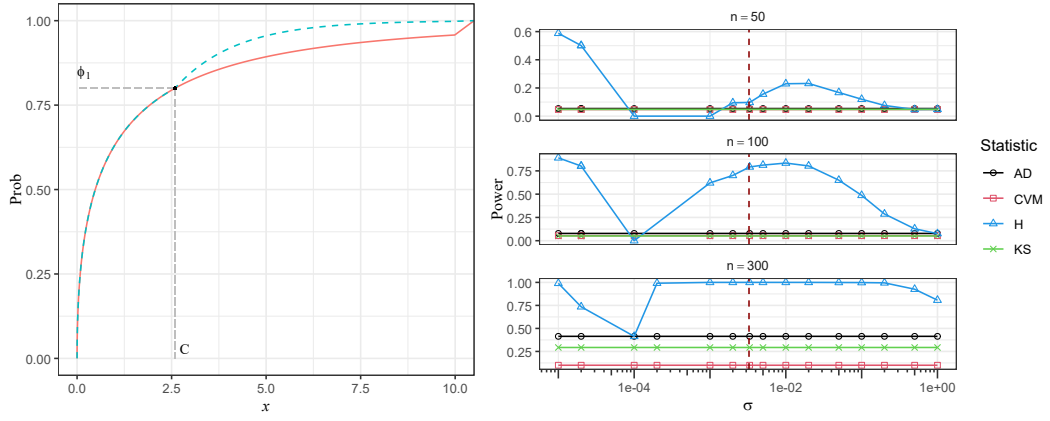 1.00
0.75
0.50
0.25
0.00
Prob
ϕ1
C
0.0
2.5
5.0
7.5
10.0
x
n = 50
0.6
0.4
0.2
0.0
n = 100
0.75
0.50
0.25
0.00
Power
n = 300
1.00
0.75
0.50
0.25
1e-04
1e-02
1e+00
σ
Statistic
AD
CVM
H
KS